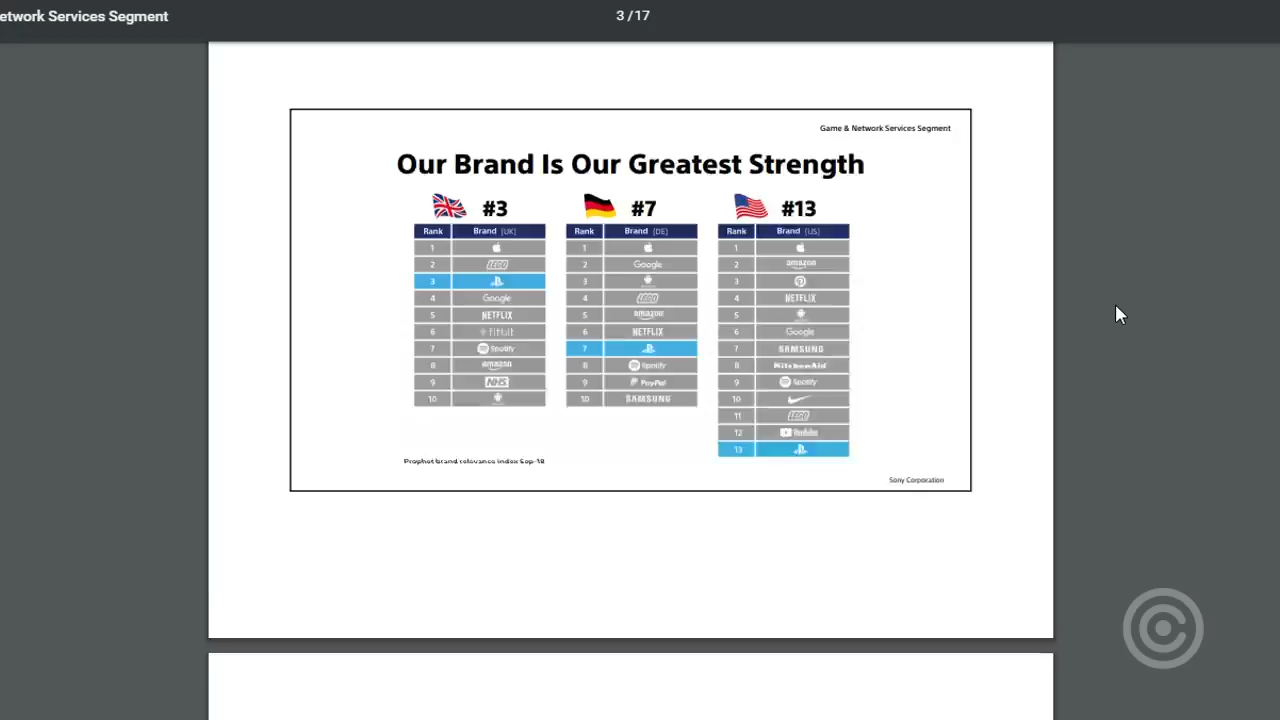 etwork Services Segment
3 / 17
Game & Network Services Segment
Our Brand Is Our Greatest Strength
#3
Rank Brand [UK]
1
2 LEGO
3
4 Google
5 NETFLIX
6 fitbit
7 Spotify
8 amazon
9 NHS
10
#7
Rank Brand [DE]
1
2 Google
3
4 LEGO
5 amazon
6 NETFLIX
7
8 Spotify
9 PayPal
10 SAMSUNG
#13
Rank Brand [US]
1
2 amazon
3
4 NETFLIX
5
6 Google
7 SAMSUNG
8 KitchenAid
9 Spotify
10
11 LEGO
12 YouTube
13
Prophet brand relevance index Sep-18
Sony Corporation